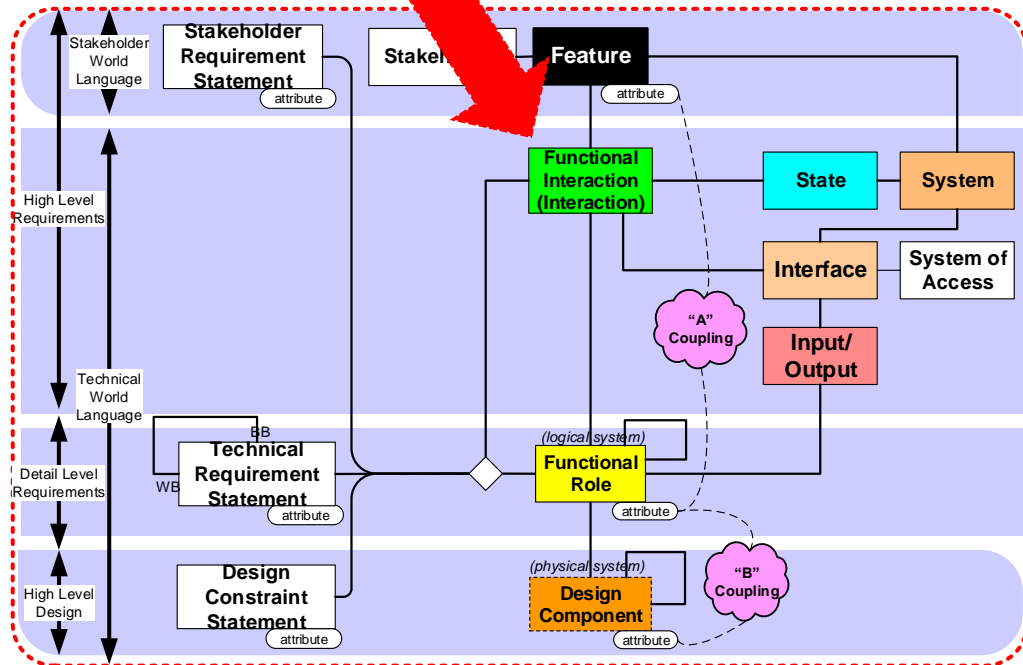 Stakeholder
World
Language
Stakeholder
Requirement
Statement
attribute
Feature
attribute
High Level
Requirements
Functional
Interaction
(Interaction)
State
System
Interface
System of
Access
"A"
Coupling
Input/
Output
Technical
World
Language
Detail Level
Requirements
BB
WB
Technical
Requirement
Statement
attribute
(logical system)
Functional
Role
attribute
High Level
Design
Design
Constraint
Statement
attribute
(physical system)
Design
Component
attribute
"B"
Coupling